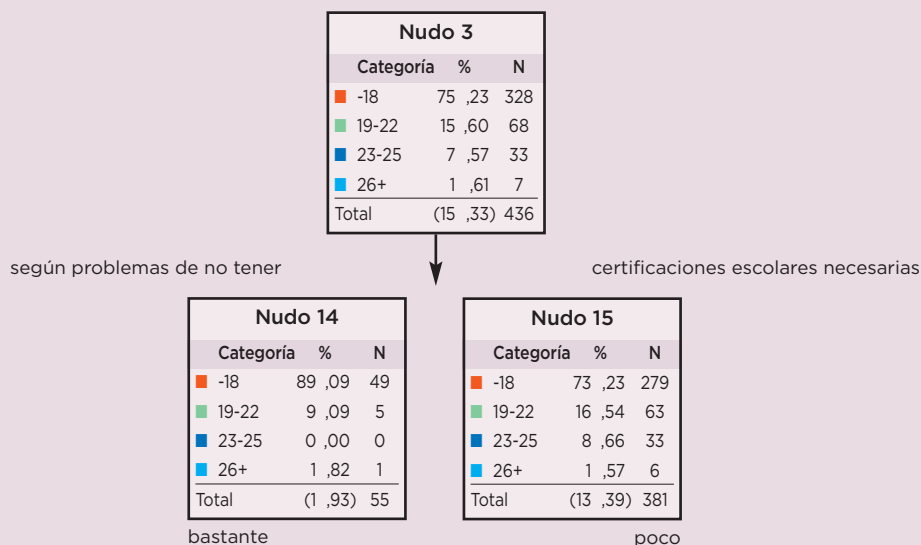 Nudo 3
Categoría % N
-18 75 ,23 328
19-22 15 ,60 68
23-25 7 ,57 33
26+ 1 ,61 7
Total (15 ,33) 436
según problemas de no tener certificaciones escolares necesarias
Nudo 14
Categoría % N
-18 89 ,09 49
19-22 9 ,09 5
23-25 0 ,00 0
26+ 1 ,82 1
Total (1 ,93) 55
bastante
Nudo 15
Categoría % N
-18 73 ,23 279
19-22 16 ,54 63
23-25 8 ,66 33
26+ 1 ,57 6
Total (13 ,39) 381
poco